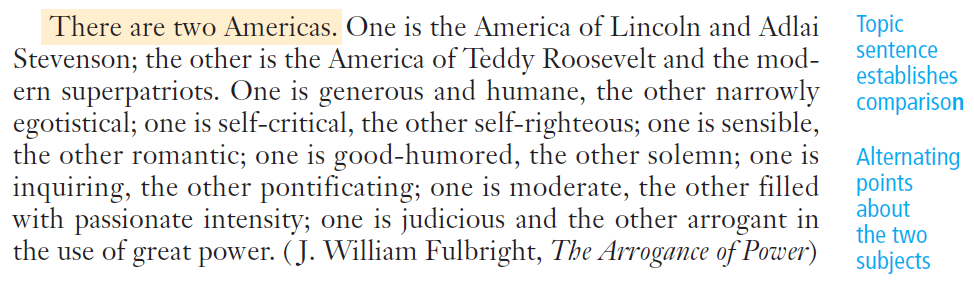 There are two Americas. One is the America of Lincoln and Adlai
Stevenson; the other is the America of Teddy Roosevelt and the mod-
ern superpatriots. One is generous and humane, the other narrowly
egotistical; one is self-critical, the other self-righteous; one is sensible,
the other romantic; one is good-humored, the other solemn; one is
inquiring, the other pontificating; one is moderate, the other filled
with passionate intensity; one is judicious and the other arrogant in
the use of great power. (J. William Fulbright, The Arrogance of Power)
Topic
sentence
establishes
comparison
Alternating
points
about
the two
subjects